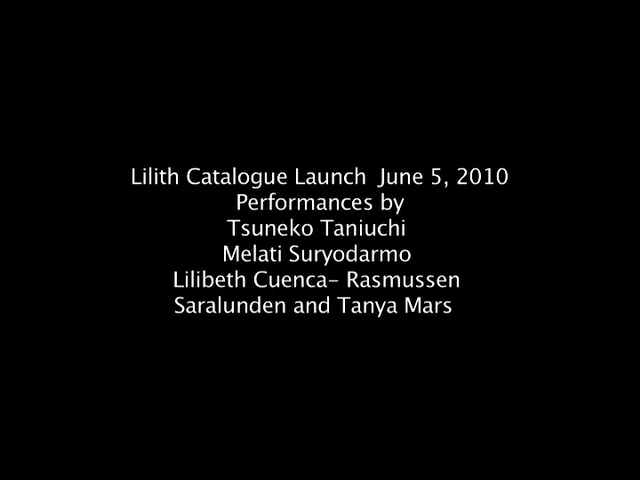 Lilith Catalogue Launch  June 5, 2010
Performances by
Tsuneko Taniuchi
Melati Suryodarmo
Lilibeth Cuenca- Rasmussen
Saralunden and Tanya Mars